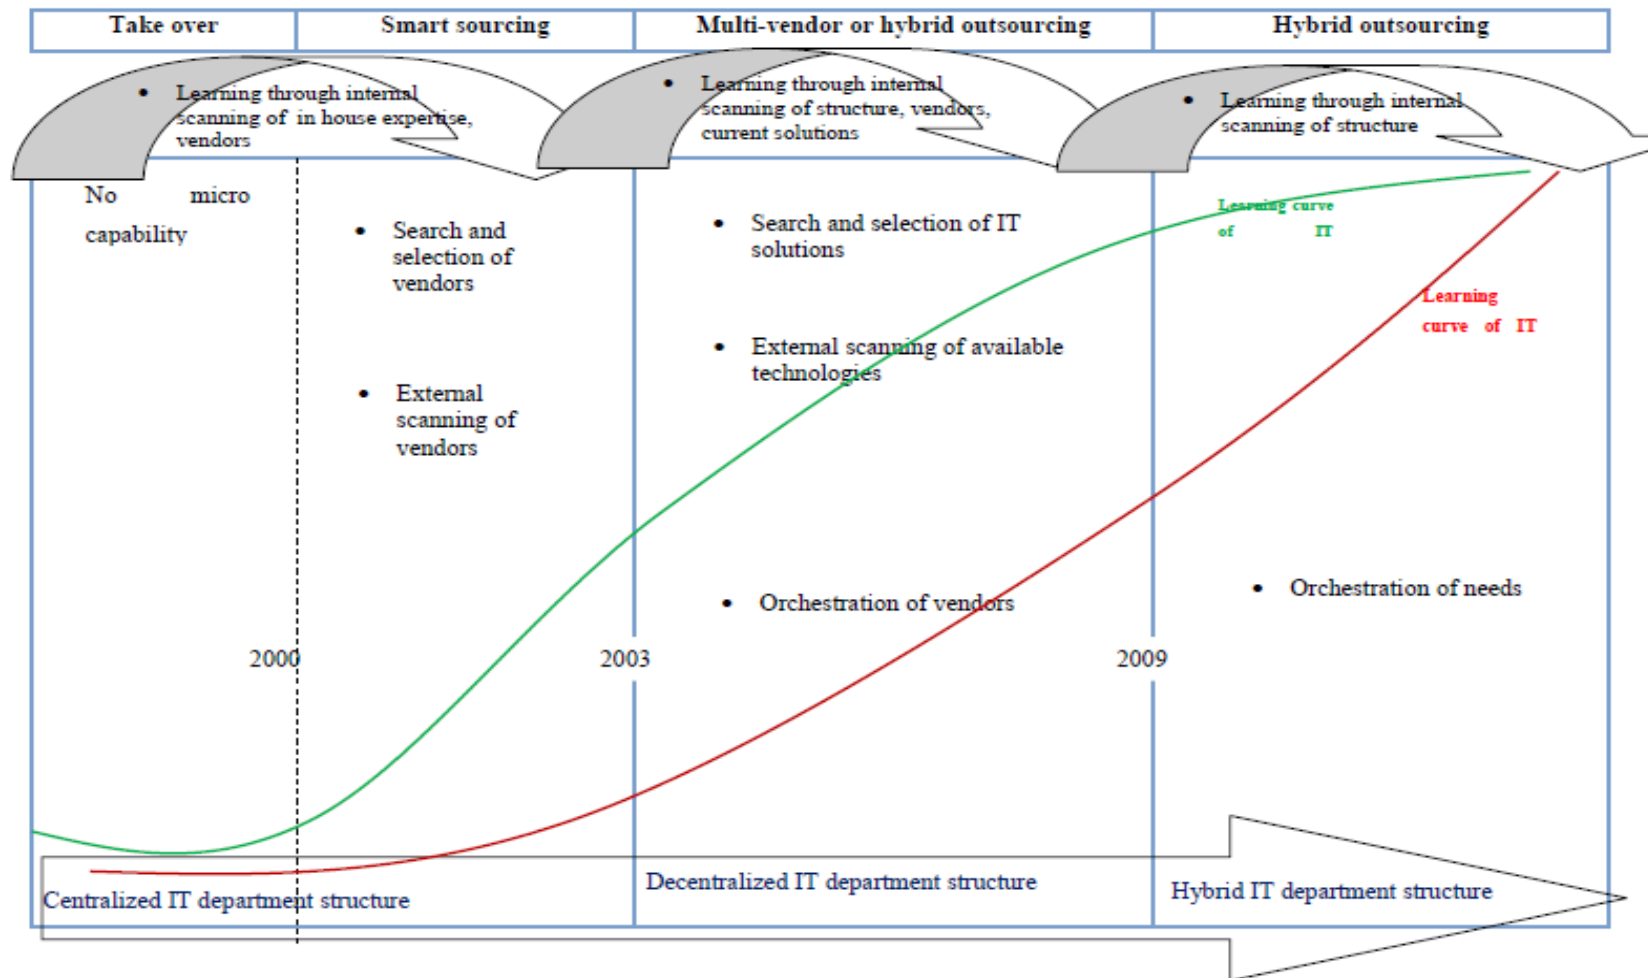 Take over
Smart sourcing
Multi-vendor or hybrid outsourcing
Hybrid outsourcing
• Learning through internal
scanning of in house expertise,
vendors
• Learning through internal
scanning of structure, vendors,
current solutions
• Learning through internal
scanning of structure
No micro
capability
• Search and
selection of
vendors
• External
scanning of
vendors
• Search and selection of IT
solutions
• External scanning of available
technologies
• Orchestration of vendors
Learning curve
of IT
Learning
curve of IT
• Orchestration of needs
2000
2003
2009
Centralized IT department structure
Decentralized IT department structure
Hybrid IT department structure